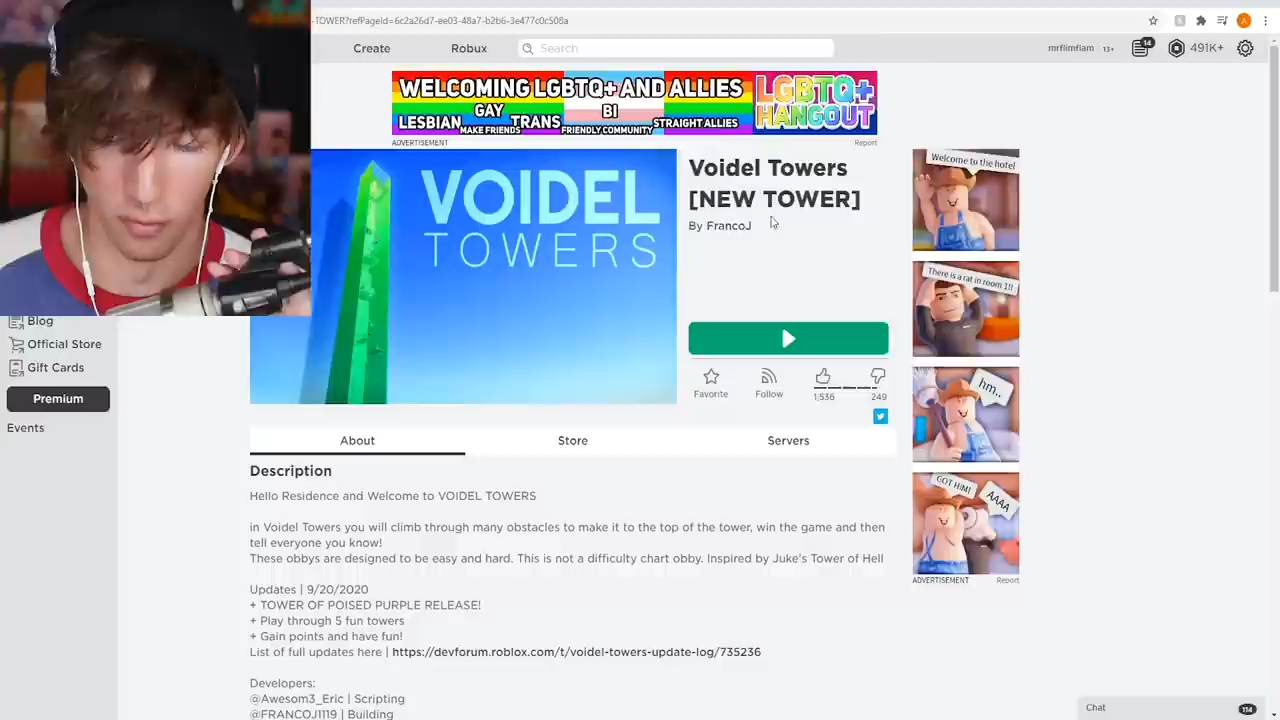 -TOWER?refPageId=6c2a26d7-ee03-48a7-b2b6-3e477c0c508a
A
Create
Robux
Search
mrflimflam 13+
14
491K+
WELCOMING LGBTQ+ AND ALLIES
GAY
BI
LESBIAN
TRANS
STRAIGHT ALLIES
MAKE FRIENDS
FRIENDLY COMMUNITY
LGBTQ+
HANGOUT
ADVERTISEMENT
Report
VOIDEL
TOWERS
Voidel Towers
[NEW TOWER]
By FrancoJ
Favorite
Follow
1,536
249
Welcome to the hotel
There is a rat in room 1!!
hm..
GOT HIM!
AAAA
ADVERTISEMENT
Report
Blog
Official Store
Gift Cards
Premium
Events
About
Store
Servers
Description
Hello Residence and Welcome to VOIDEL TOWERS
in Voidel Towers you will climb through many obstacles to make it to the top of the tower, win the game and then
tell everyone you know!
These obbys are designed to be easy and hard. This is not a difficulty chart obby. Inspired by Juke's Tower of Hell
Updates | 9/20/2020
+ TOWER OF POISED PURPLE RELEASE!
+ Play through 5 fun towers
+ Gain points and have fun!
List of full updates here | https://devforum.roblox.com/t/voidel-towers-update-log/735236
Developers:
@Awesom3_Eric | Scripting
@FRANCOJ1119 | Building
Chat
114